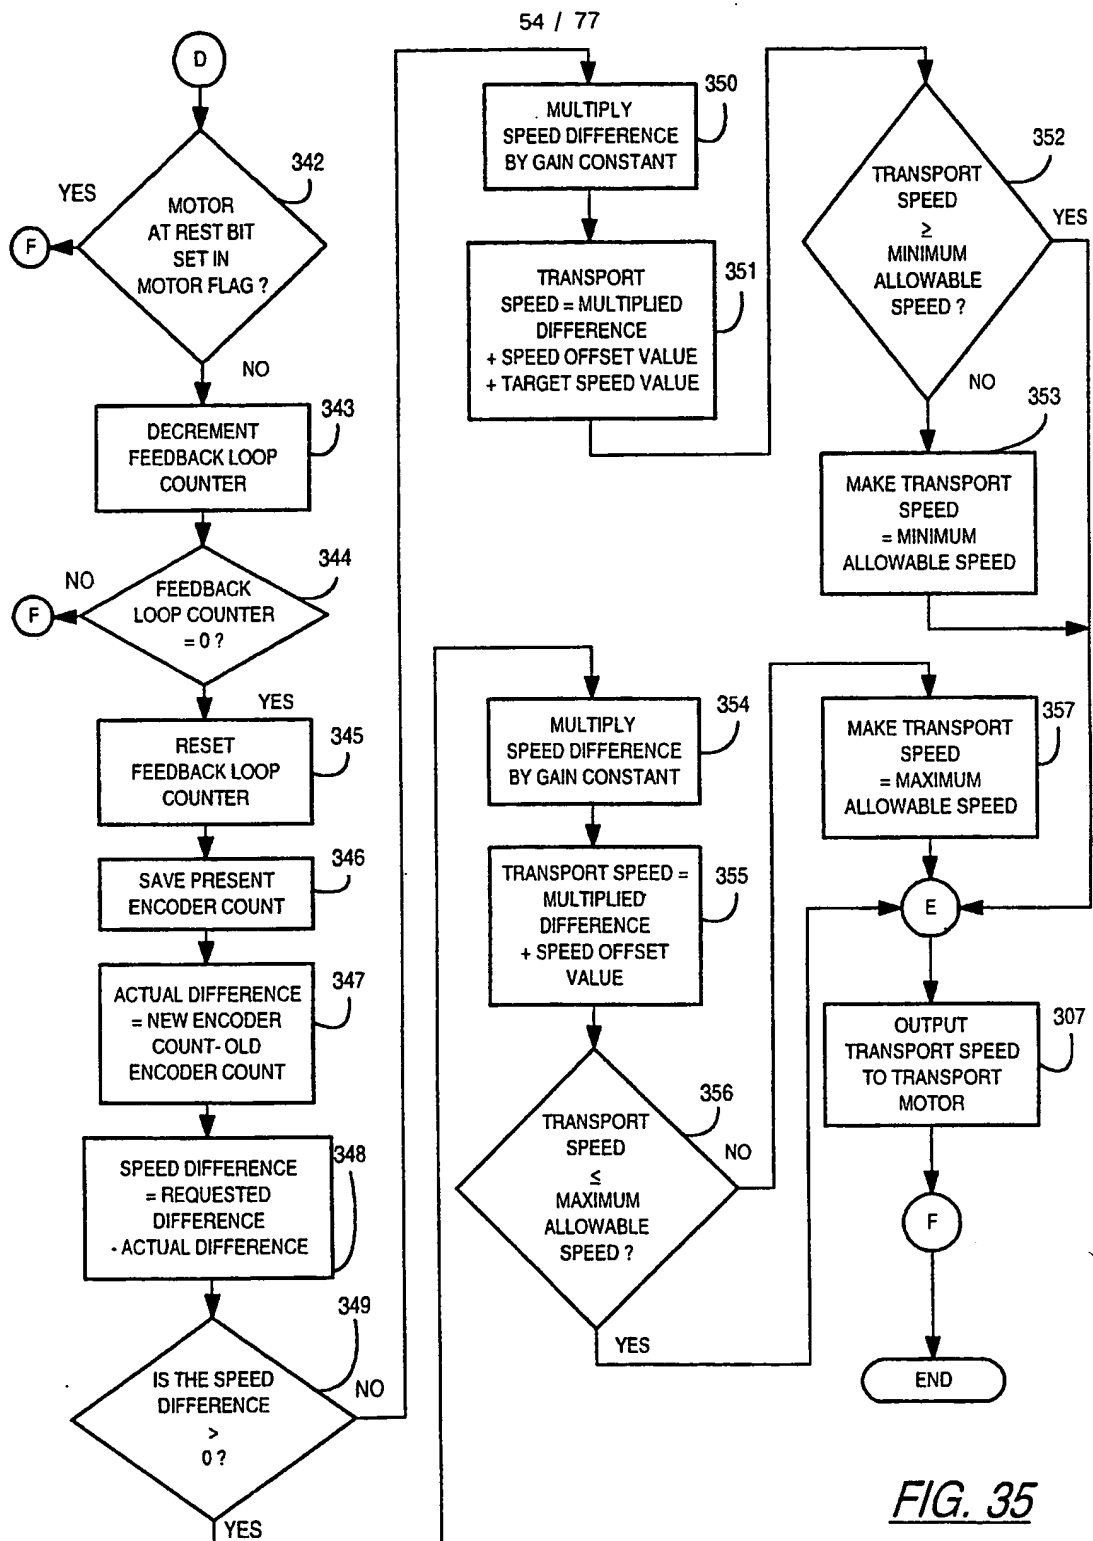 54 / 77
D
342
YES
MOTOR
AT REST BIT
SET IN
MOTOR FLAG ?
F
NO
343
DECREMENT
FEEDBACK LOOP
COUNTER
344
NO
FEEDBACK
LOOP COUNTER
= 0 ?
F
YES
345
RESET
FEEDBACK LOOP
COUNTER
346
SAVE PRESENT
ENCODER COUNT
347
ACTUAL DIFFERENCE
= NEW ENCODER
COUNT- OLD
ENCODER COUNT
348
SPEED DIFFERENCE
= REQUESTED
DIFFERENCE
- ACTUAL DIFFERENCE
349
IS THE SPEED
DIFFERENCE
>
0 ?
NO
YES
350
MULTIPLY
SPEED DIFFERENCE
BY GAIN CONSTANT
351
TRANSPORT
SPEED = MULTIPLIED
DIFFERENCE
+ SPEED OFFSET VALUE
+ TARGET SPEED VALUE
352
TRANSPORT
SPEED
≥
MINIMUM
ALLOWABLE
SPEED ?
YES
NO
353
MAKE TRANSPORT
SPEED
= MINIMUM
ALLOWABLE SPEED
354
MULTIPLY
SPEED DIFFERENCE
BY GAIN CONSTANT
355
TRANSPORT SPEED =
MULTIPLIED
DIFFERENCE
+ SPEED OFFSET
VALUE
356
TRANSPORT
SPEED
≤
MAXIMUM
ALLOWABLE
SPEED ?
NO
YES
357
MAKE TRANSPORT
SPEED
= MAXIMUM
ALLOWABLE SPEED
E
307
OUTPUT
TRANSPORT SPEED
TO TRANSPORT
MOTOR
F
END
FIG. 35